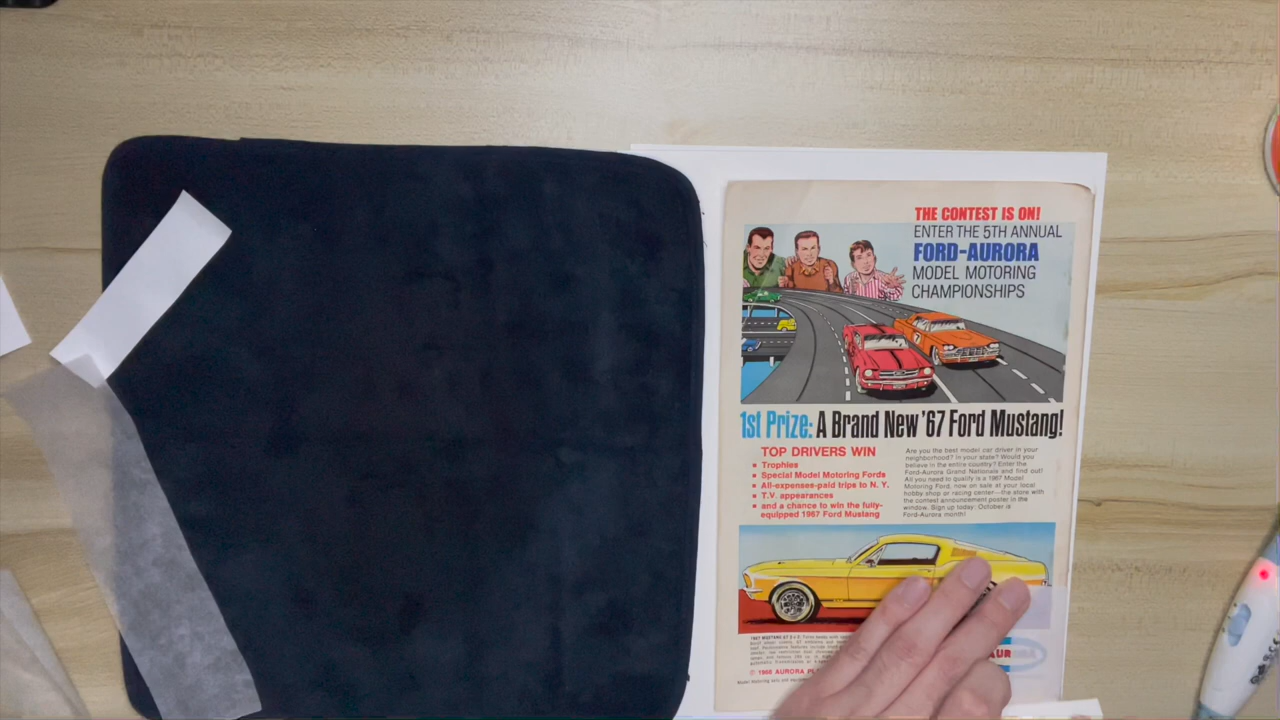 THE CONTEST IS ON!
ENTER THE 5TH ANNUAL
FORD-AURORA
MODEL MOTORING
CHAMPIONSHIPS
7
1st Prize: A Brand New '67 Ford Mustang!
TOP DRIVERS WIN
▪ Trophies
▪ Special Model Motoring Fords
▪ All-expenses-paid trips to N. Y.
▪ T.V. appearances
▪ and a chance to win the fully-
equipped 1967 Ford Mustang
Are you the best model car driver in your
neighborhood? In your state? Would you
believe in the entire country? Enter the
Ford-Aurora Grand Nationals and find out!
All you need to qualify is a 1967 Model
Motoring Ford, now on sale at your local
hobby shop or racing center—the store with
the contest announcement poster in the
window. Sign up today: October is
Ford-Aurora month!
1967 MUSTANG
© 1966 AURORA